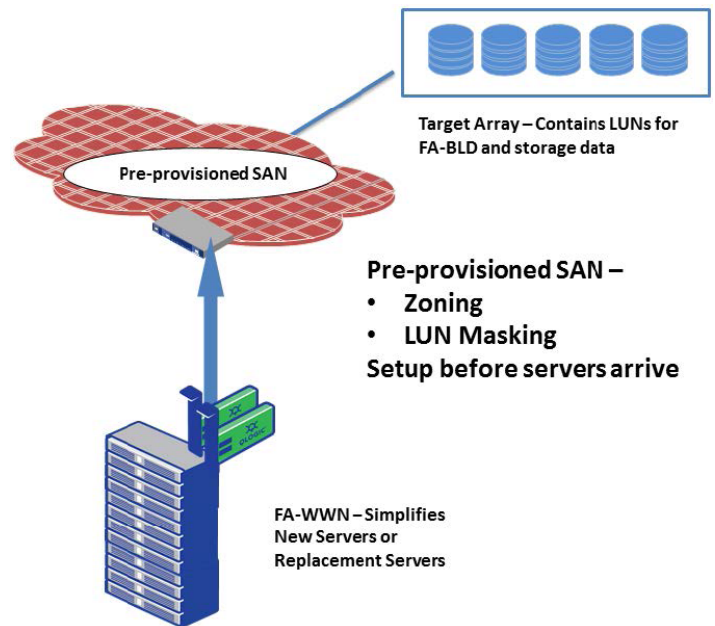 Target Array – Contains LUNs for
FA-BLD and storage data
Pre-provisioned SAN
Pre-provisioned SAN –
• Zoning
• LUN Masking
Setup before servers arrive
QLOGIC
FA-WWN – Simplifies
New Servers or
Replacement Servers